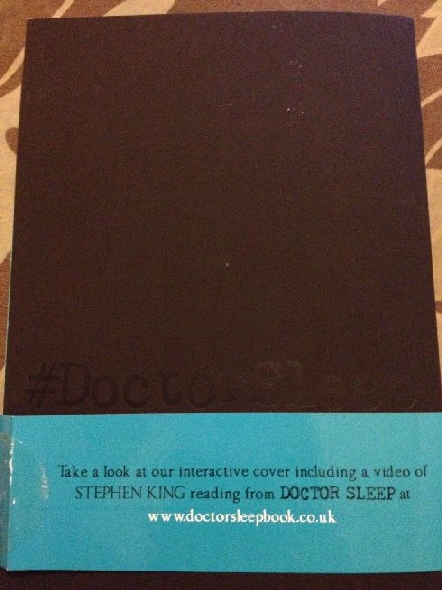 #DoctorSleep
Take a look at our interactive cover including a video of
STEPHEN KING reading from DOCTOR SLEEP at
www.doctorsleepbook.co.uk